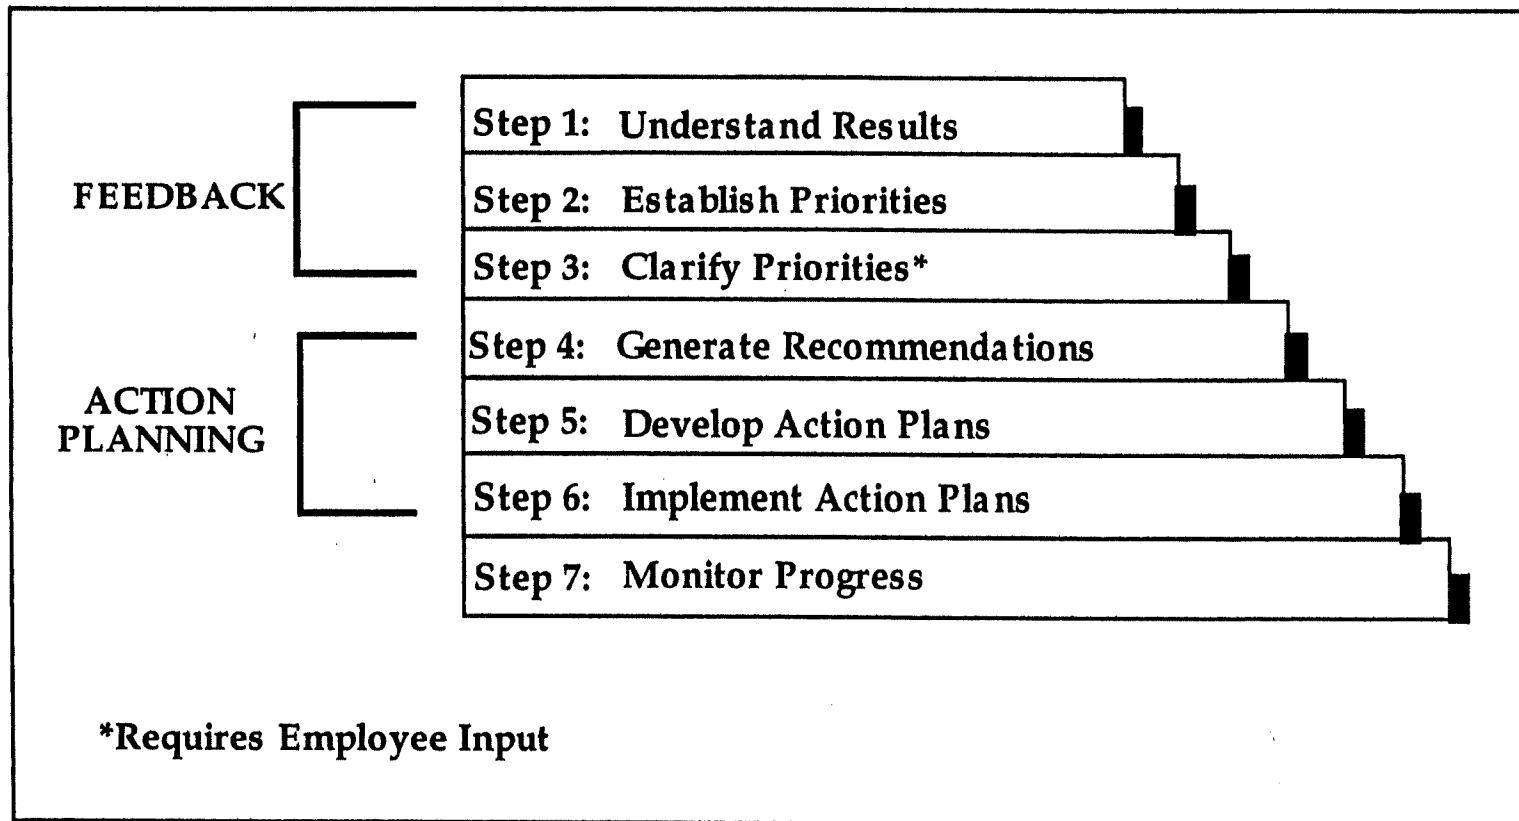 FEEDBACK
Step 1: Understand Results
Step 2: Establish Priorities
Step 3: Clarify Priorities*
ACTION
PLANNING
Step 4: Generate Recommendations
Step 5: Develop Action Plans
Step 6: Implement Action Plans
Step 7: Monitor Progress
*Requires Employee Input